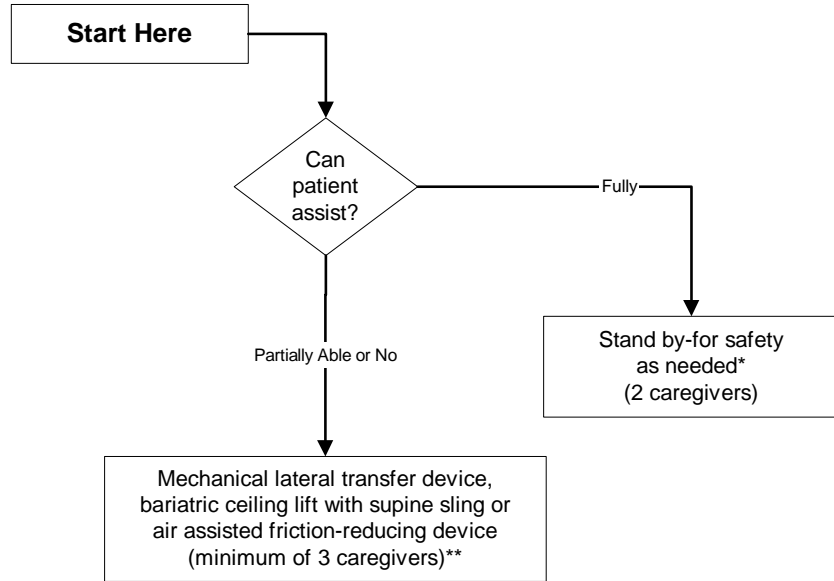 Start Here
Can
patient
assist?
Fully
Stand by-for safety
as needed*
(2 caregivers)
Partially Able or No
Mechanical lateral transfer device,
bariatric ceiling lift with supine sling or
air assisted friction-reducing device
(minimum of 3 caregivers)**